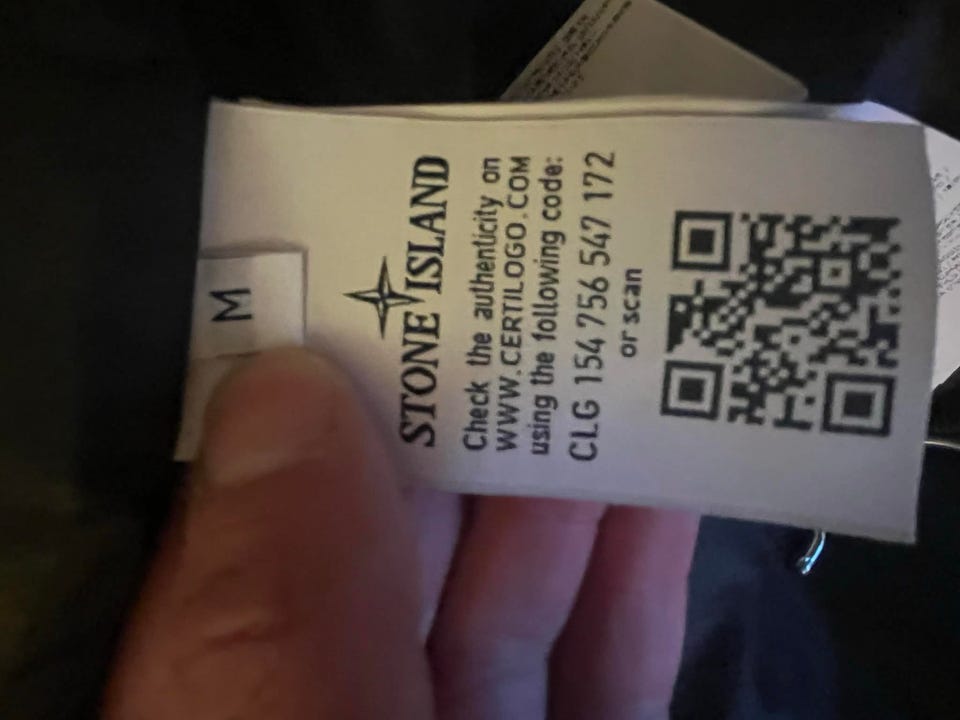 M
STONE ISLAND
Check the authenticity on
WWW.CERTILOGO.COM
using the following code:
CLG 154 756 547 172
or scan